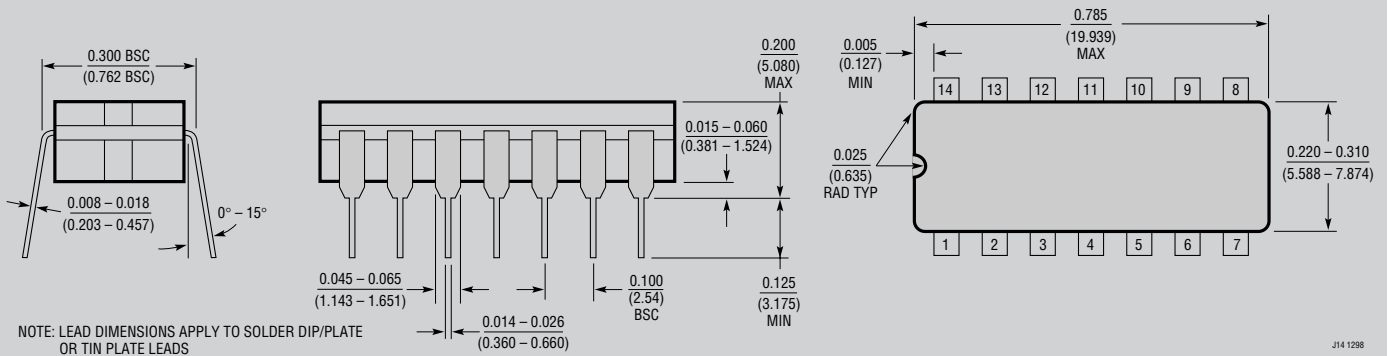 0.300 BSC
(0.762 BSC)
0.008 – 0.018
(0.203 – 0.457)
0° – 15°
0.200
(5.080)
MAX
0.015 – 0.060
(0.381 – 1.524)
0.045 – 0.065
(1.143 – 1.651)
0.100
(2.54)
BSC
0.125
(3.175)
MIN
0.014 – 0.026
(0.360 – 0.660)
0.785
(19.939)
MAX
0.005
(0.127)
MIN
14 13 12 11 10 9 8
0.025
(0.635)
RAD TYP
0.220 – 0.310
(5.588 – 7.874)
1 2 3 4 5 6 7
NOTE: LEAD DIMENSIONS APPLY TO SOLDER DIP/PLATE
OR TIN PLATE LEADS
J14 1298